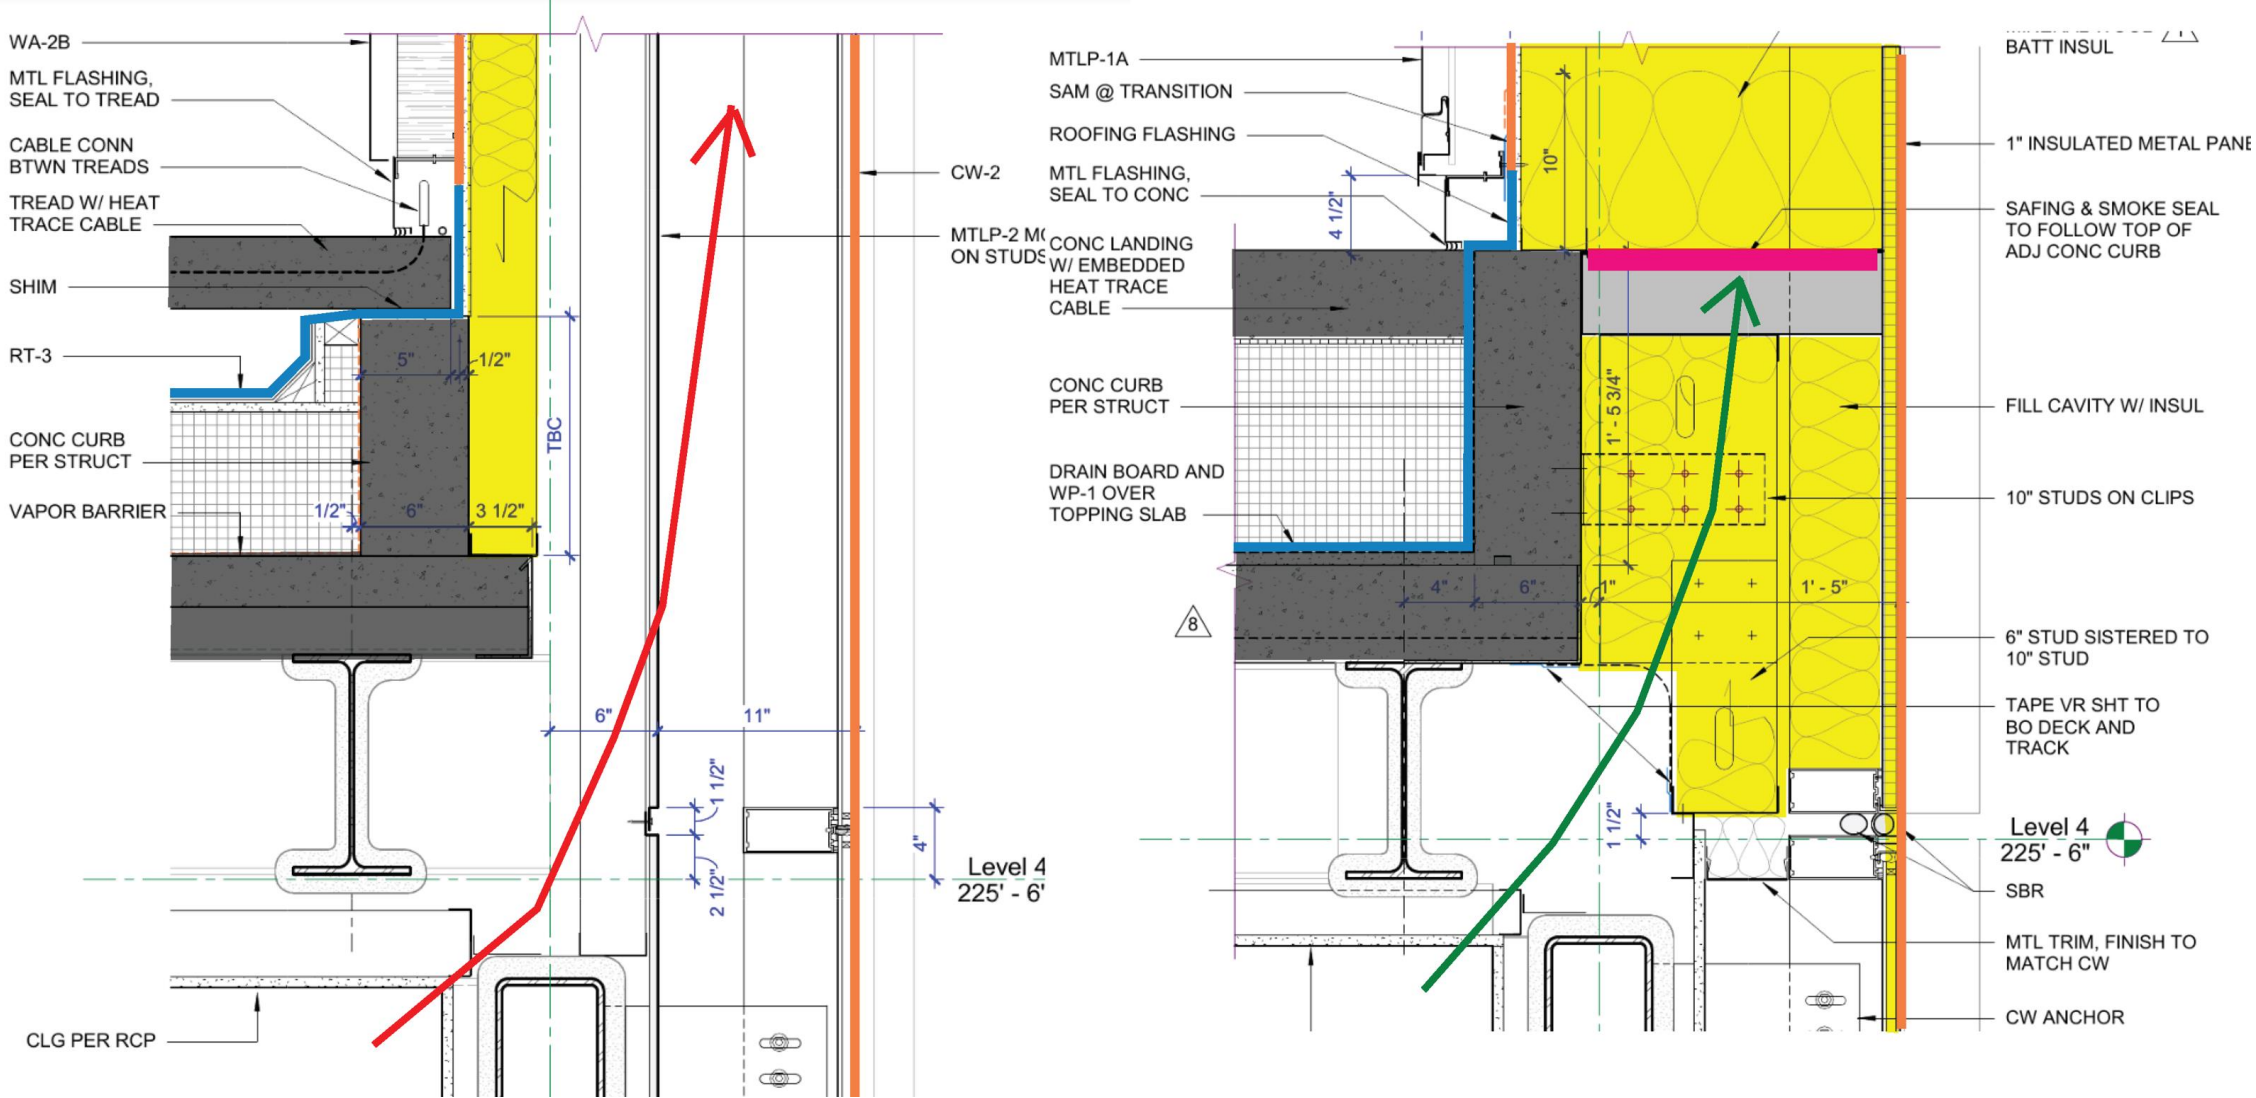 WA-2B
MTL FLASHING,
SEAL TO TREAD
CABLE CONN
BTWN TREADS
TREAD W/ HEAT
TRACE CABLE
SHIM
RT-3
CONC CURB
PER STRUCT
VAPOR BARRIER
CLG PER RCP
5"
1/2"
TBC
1/2"
6"
3 1/2"
6"
11"
1 1/2"
2 1/2"
4"
CW-2
MTLP-2
ON STUDS
Level 4
225' - 6'
MTLP-1A
SAM @ TRANSITION
ROOFING FLASHING
MTL FLASHING,
SEAL TO CONC
CONC LANDING
W/ EMBEDDED
HEAT TRACE
CABLE
CONC CURB
PER STRUCT
DRAIN BOARD AND
WP-1 OVER
TOPPING SLAB
8
4 1/2"
10"
1' - 5 3/4"
4"
6"
1"
1' - 5"
1 1/2"
BATT INSUL
1" INSULATED METAL PANE
SAFING & SMOKE SEAL
TO FOLLOW TOP OF
ADJ CONC CURB
FILL CAVITY W/ INSUL
10" STUDS ON CLIPS
6" STUD SISTERED TO
10" STUD
TAPE VR SHT TO
BO DECK AND
TRACK
Level 4
225' - 6"
SBR
MTL TRIM, FINISH TO
MATCH CW
CW ANCHOR